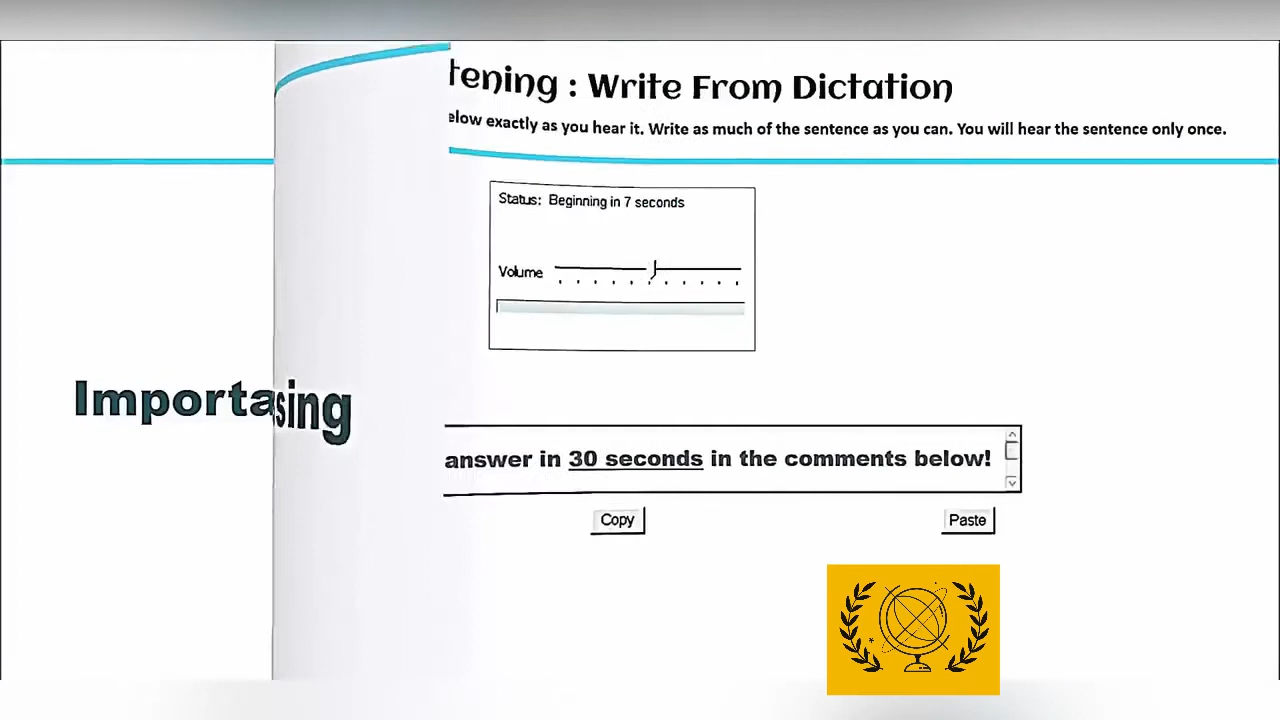 tening : Write From Dictation
elow exactly as you hear it. Write as much of the sentence as you can. You will hear the sentence only once.
Status: Beginning in 7 seconds
Volume
Importa
sing
answer in 30 seconds in the comments below!
Copy
Paste